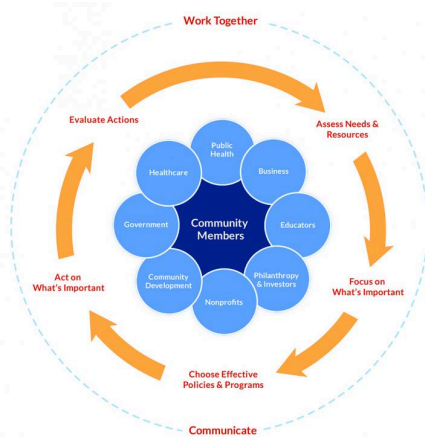 Work Together
Evaluate Actions
Assess Needs &
Resources
Public
Health
Healthcare
Business
Government
Community
Members
Educators
Community
Development
Philanthropy
& Investors
Nonprofits
Act on
What's Important
Focus on
What's Important
Choose Effective
Policies & Programs
Communicate